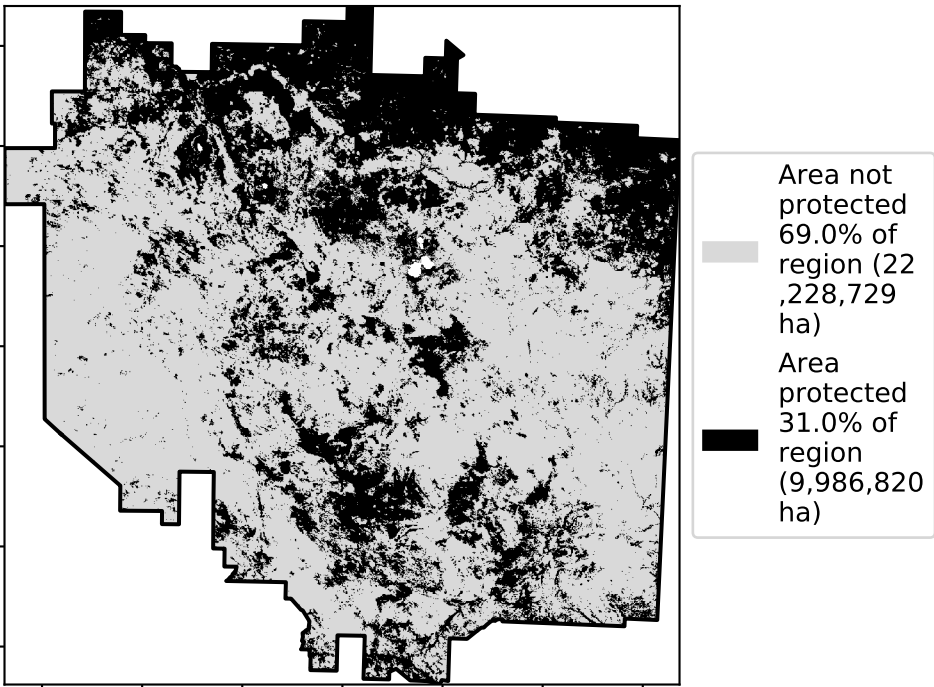 Area not
protected
69.0% of
region (22
,228,729
ha)
Area
protected
31.0% of
region
(9,986,820
ha)